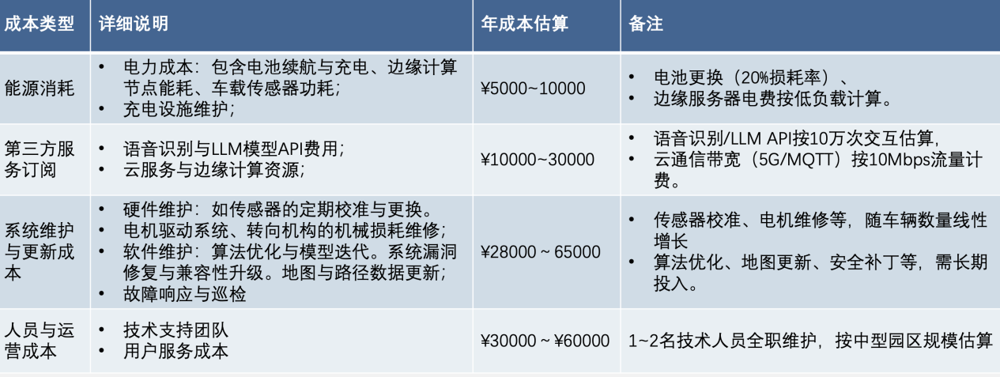 成本类型
详细说明
年成本估算
备注
能源消耗
• 电力成本：包含电池续航与充电、边缘计算
节点能耗、车载传感器功耗；
• 充电设施维护；
¥5000~10000
• 电池更换（20%损耗率）、
• 边缘服务器电费按低负载计算。
第三方服
务订阅
• 语音识别与LLM模型API费用；
• 云服务与边缘计算资源；
¥10000~30000
• 语音识别/LLM API按10万次交互估算，
• 云通信带宽（5G/MQTT）按10Mbps流量计
费。
系统维护
与更新成
本
• 硬件维护：如传感器的定期校准与更换。
• 电机驱动系统、转向机构的机械损耗维修；
• 软件维护：算法优化与模型迭代。系统漏洞
修复与兼容性升级。地图与路径数据更新；
• 故障响应与巡检
¥28000 ~ 65000
• 传感器校准、电机维修等，随车辆数量线性
增长
• 算法优化、地图更新、安全补丁等，需长期
投入。
人员与运
营成本
• 技术支持团队
• 用户服务成本
¥30000 ~ ¥60000
1~2名技术人员全职维护，按中型园区规模估算